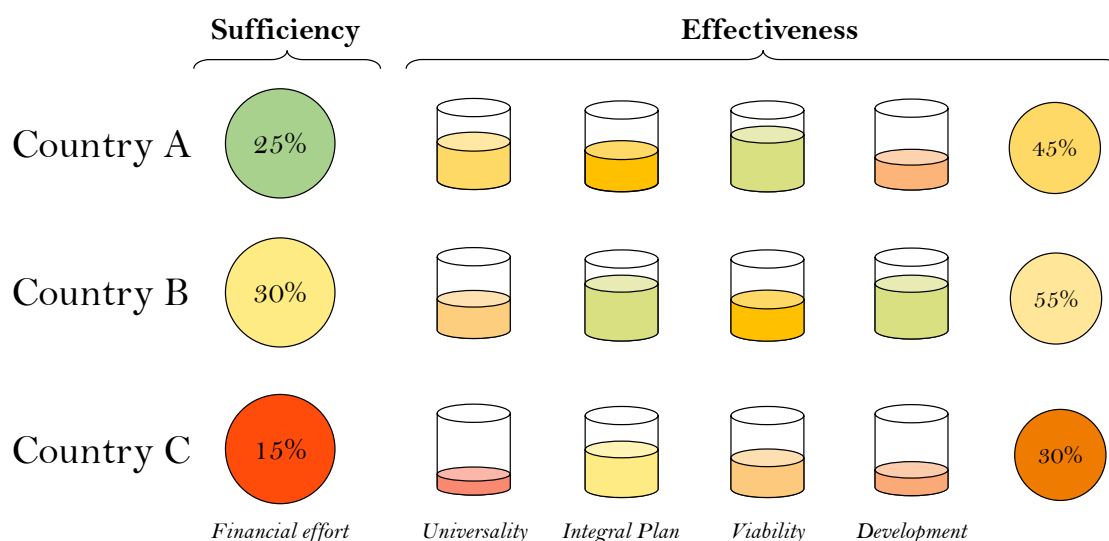 Sufficiency Effectiveness
Country A 25% 45%
Country B 30% 55%
Country C 15% 30%
Financial effort Universality Integral Plan Viability Development